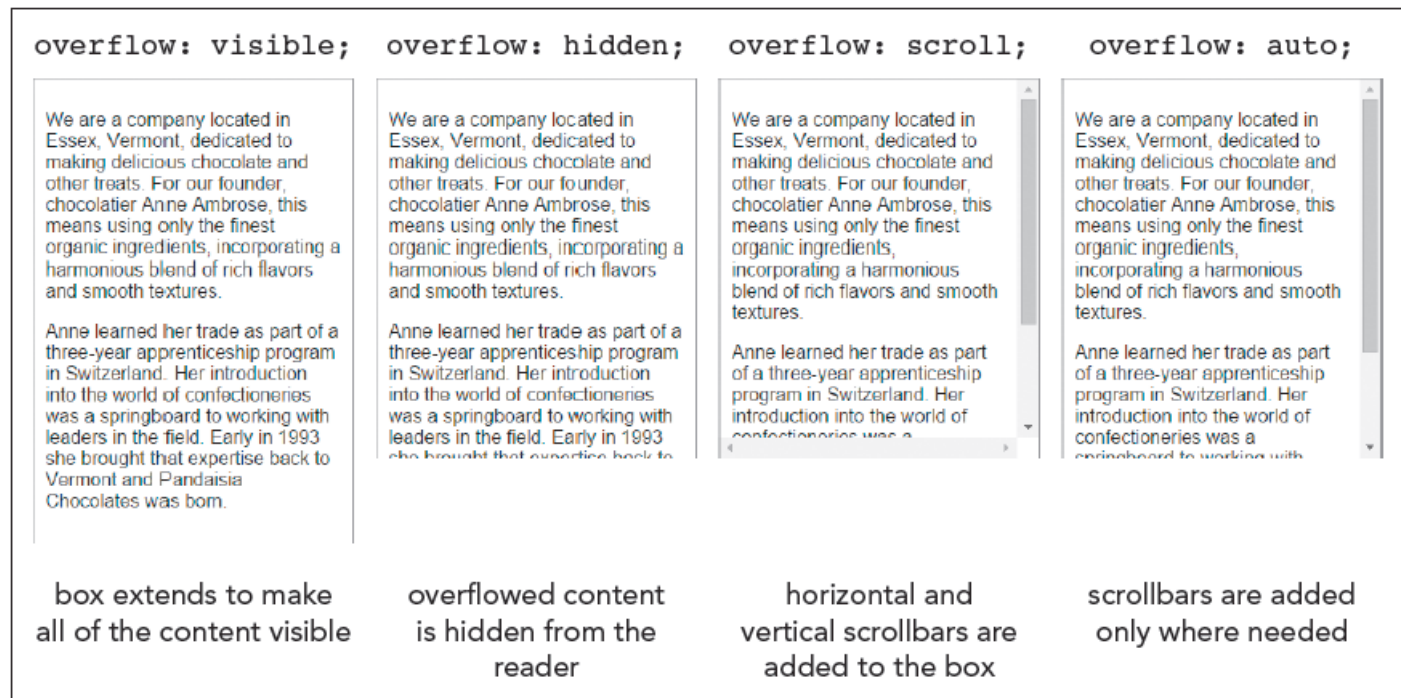 overflow: visible;
We are a company located in
Essex, Vermont, dedicated to
making delicious chocolate and
other treats. For our founder,
chocolatier Anne Ambrose, this
means using only the finest
organic ingredients, incorporating a
harmonious blend of rich flavors
and smooth textures.
Anne learned her trade as part of a
three-year apprenticeship program
in Switzerland. Her introduction
into the world of confectioneries
was a springboard to working with
leaders in the field. Early in 1993
she brought that expertise back to
Vermont and Pandaisia
Chocolates was born.
box extends to make
all of the content visible
overflow: hidden;
We are a company located in
Essex, Vermont, dedicated to
making delicious chocolate and
other treats. For our founder,
chocolatier Anne Ambrose, this
means using only the finest
organic ingredients, incorporating a
harmonious blend of rich flavors
and smooth textures.
Anne learned her trade as part of a
three-year apprenticeship program
in Switzerland. Her introduction
into the world of confectioneries
was a springboard to working with
leaders in the field. Early in 1993
she brought that expertise back to
overflowed content
is hidden from the
reader
overflow: scroll;
We are a company located in
Essex, Vermont, dedicated to
making delicious chocolate and
other treats. For our founder,
chocolatier Anne Ambrose, this
means using only the finest
organic ingredients,
incorporating a harmonious
blend of rich flavors and smooth
textures.
Anne learned her trade as part
of a three-year apprenticeship
program in Switzerland. Her
introduction into the world of
confectioneries was a
horizontal and
vertical scrollbars are
added to the box
overflow: auto;
We are a company located in
Essex, Vermont, dedicated to
making delicious chocolate and
other treats. For our founder,
chocolatier Anne Ambrose, this
means using only the finest
organic ingredients,
incorporating a harmonious
blend of rich flavors and smooth
textures.
Anne learned her trade as part
of a three-year apprenticeship
program in Switzerland. Her
introduction into the world of
confectioneries was a
springboard to working with
scrollbars are added
only where needed